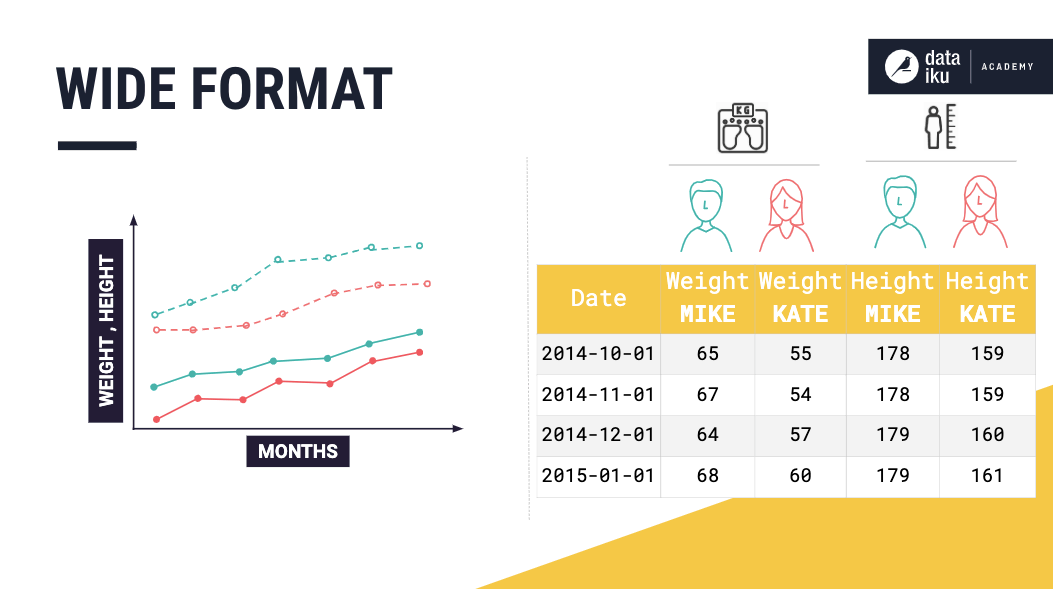 WIDE FORMAT
data
iku
ACADEMY
KG
L
L
L
L
WEIGHT , HEIGHT
MONTHS
Date
Weight MIKE
Weight KATE
Height MIKE
Height KATE
2014-10-01 65 55 178 159
2014-11-01 67 54 178 159
2014-12-01 64 57 179 160
2015-01-01 68 60 179 161